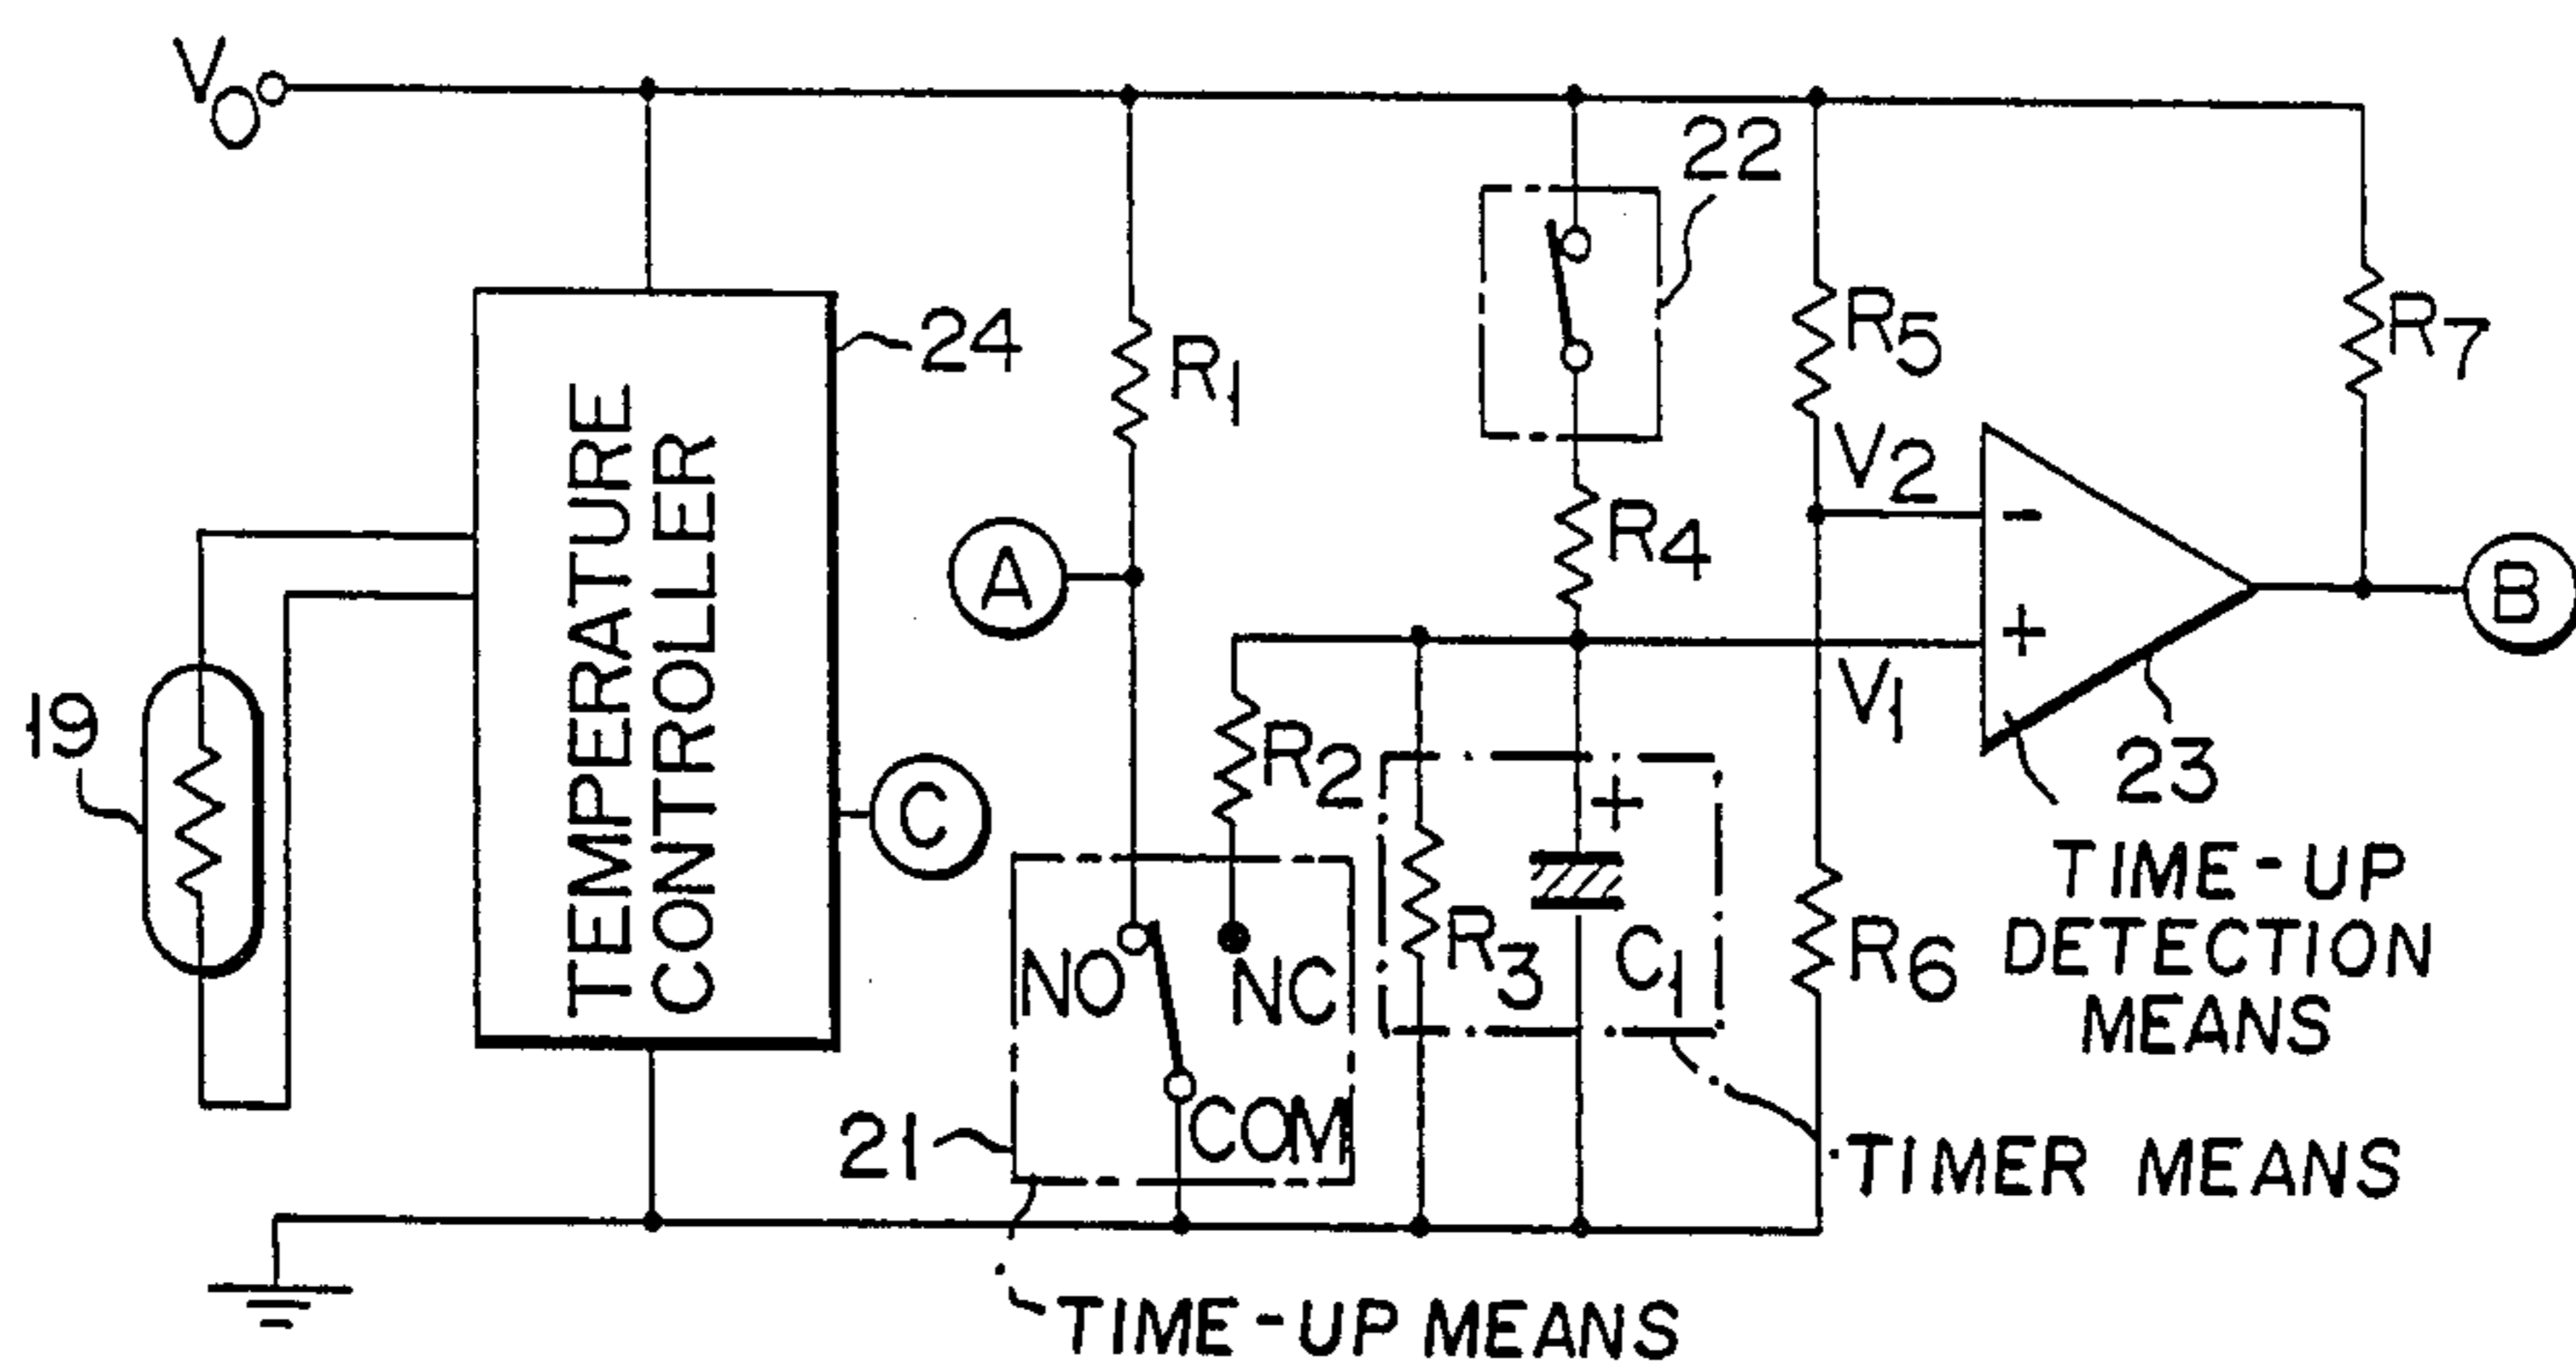 V0
22
24
R1
R5
R7
V2
R4
A
B
TEMPERATURE
CONTROLLER
19
V1
R2
23
C
TIME-UP
DETECTION
MEANS
NO
NC
R3
C1
R6
COM
21
TIMER MEANS
TIME-UP MEANS
-
+
+